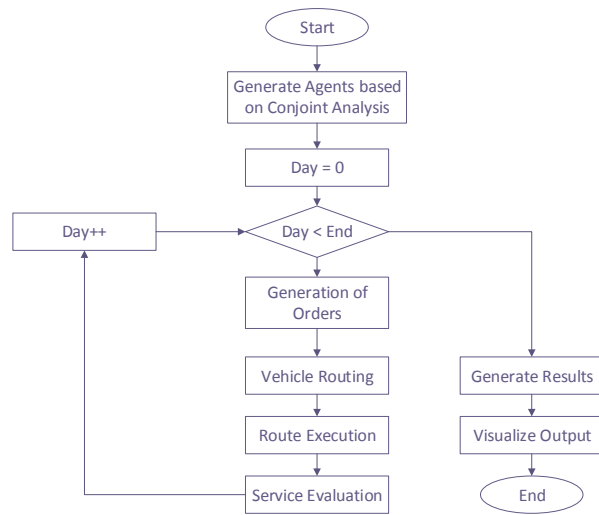 Start
Generate Agents based
on Conjoint Analysis
Day = 0
Day++
Day < End
Generation of
Orders
Vehicle Routing
Generate Results
Route Execution
Visualize Output
Service Evaluation
End